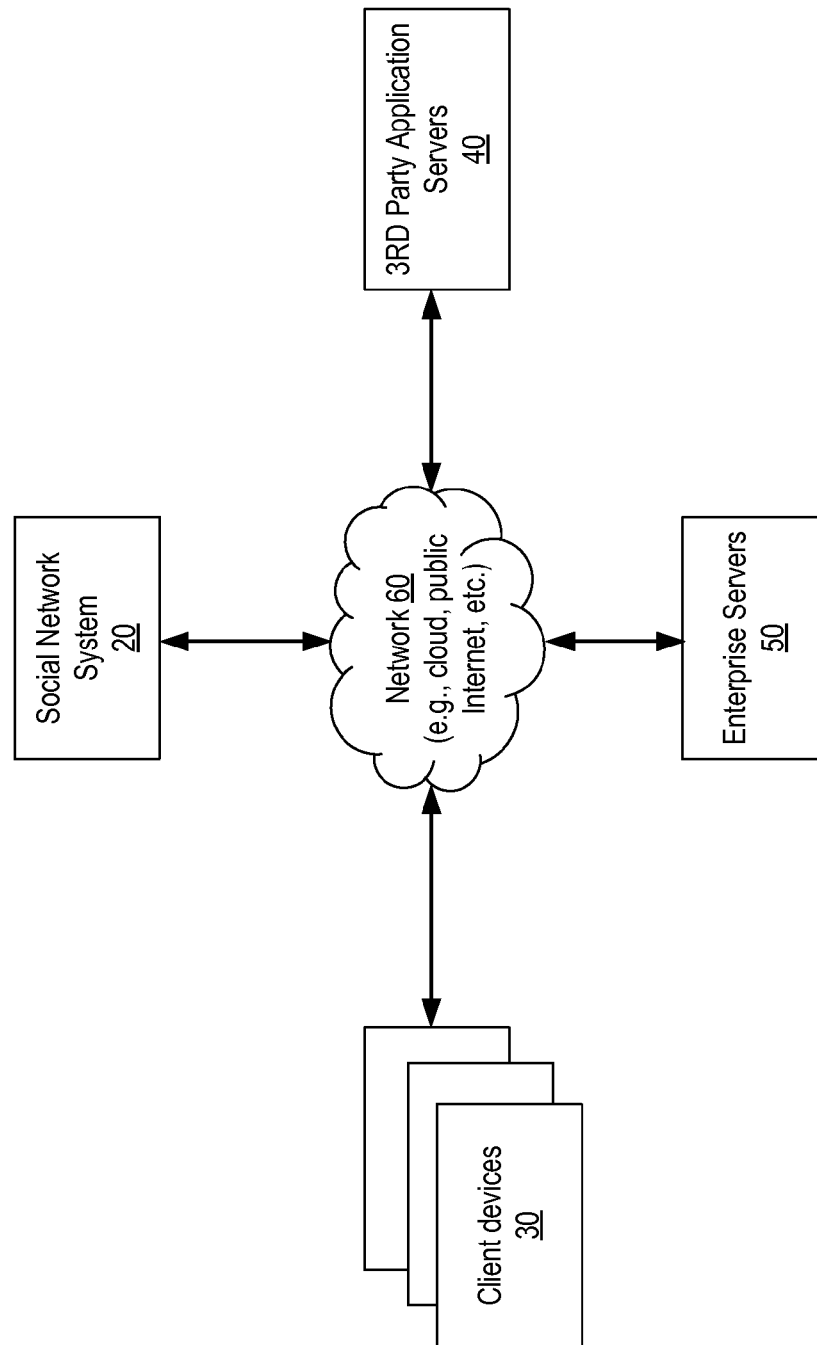 Social Network
System
20
3RD Party Application
Servers
40
Network 60
(e.g., cloud, public
Internet, etc.)
Client devices
30
Enterprise Servers
50